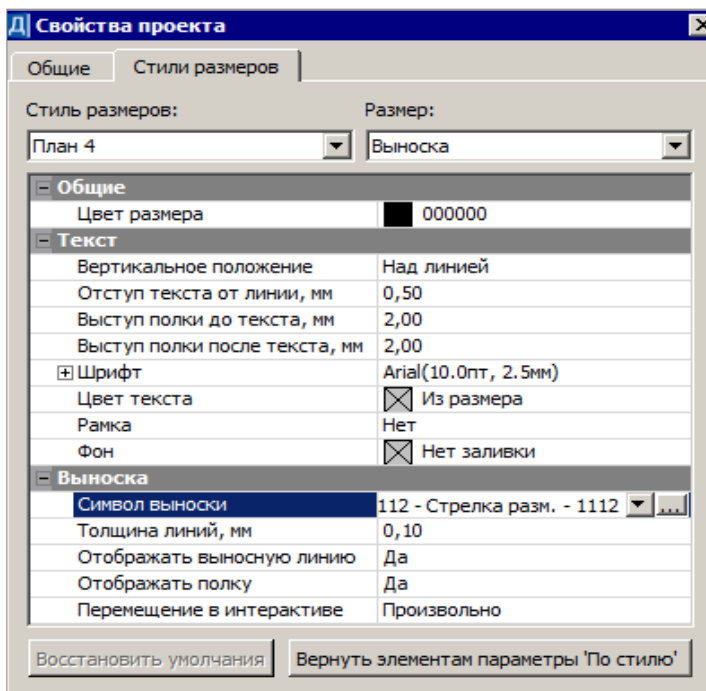 Д Свойства проекта
Общие Стили размеров
Стиль размеров: Размер:
План 4 Выноска
Общие
Цвет размера 000000
Текст
Вертикальное положение Над линией
Отступ текста от линии, мм 0,50
Выступ полки до текста, мм 2,00
Выступ полки после текста, мм 2,00
Шрифт Arial(10.0пт, 2.5мм)
Цвет текста Из размера
Рамка Нет
Фон Нет заливки
Выноска
Символ выноски 112 - Стрелка разм. - 1112 ...
Толщина линий, мм 0,10
Отображать выносную линию Да
Отображать полку Да
Перемещение в интерактиве Произвольно
Восстановить умолчания Вернуть элементам параметры 'По стилю'